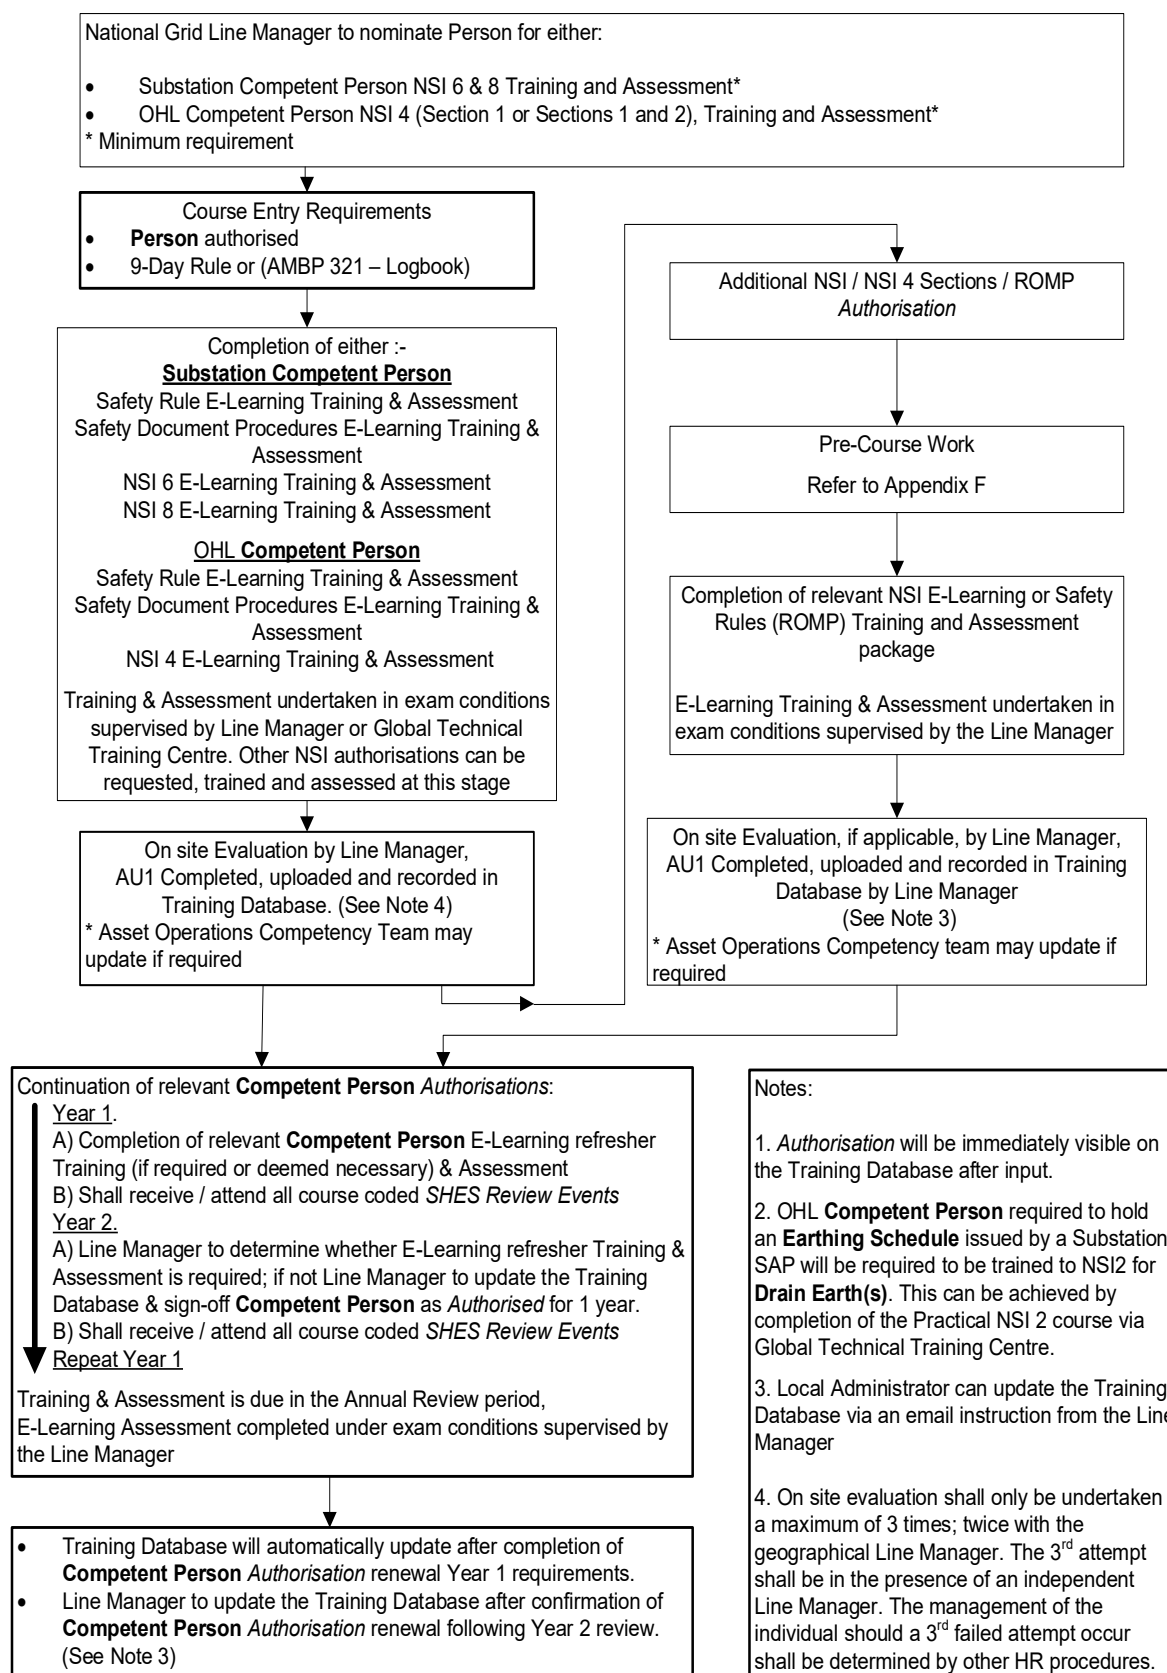 National Grid Line Manager to nominate Person for either:
• Substation Competent Person NSI 6 & 8 Training and Assessment*
• OHL Competent Person NSI 4 (Section 1 or Sections 1 and 2), Training and Assessment*
* Minimum requirement
Course Entry Requirements
• Person authorised
• 9-Day Rule or (AMBP 321 – Logbook)
Completion of either :-
Substation Competent Person
Safety Rule E-Learning Training & Assessment
Safety Document Procedures E-Learning Training &
Assessment
NSI 6 E-Learning Training & Assessment
NSI 8 E-Learning Training & Assessment
OHL Competent Person
Safety Rule E-Learning Training & Assessment
Safety Document Procedures E-Learning Training &
Assessment
NSI 4 E-Learning Training & Assessment
Training & Assessment undertaken in exam conditions
supervised by Line Manager or Global Technical
Training Centre. Other NSI authorisations can be
requested, trained and assessed at this stage
On site Evaluation by Line Manager,
AU1 Completed, uploaded and recorded in
Training Database. (See Note 4)
* Asset Operations Competency Team may
update if required
Additional NSI / NSI 4 Sections / ROMP
Authorisation
Pre-Course Work
Refer to Appendix F
Completion of relevant NSI E-Learning or Safety
Rules (ROMP) Training and Assessment
package
E-Learning Training & Assessment undertaken in
exam conditions supervised by the Line Manager
On site Evaluation, if applicable, by Line Manager,
AU1 Completed, uploaded and recorded in Training
Database by Line Manager
(See Note 3)
* Asset Operations Competency team may update if
required
Continuation of relevant Competent Person Authorisations:
Year 1.
A) Completion of relevant Competent Person E-Learning refresher
Training (if required or deemed necessary) & Assessment
B) Shall receive / attend all course coded SHES Review Events
Year 2.
A) Line Manager to determine whether E-Learning refresher Training &
Assessment is required; if not Line Manager to update the Training
Database & sign-off Competent Person as Authorised for 1 year.
B) Shall receive / attend all course coded SHES Review Events
Repeat Year 1
Training & Assessment is due in the Annual Review period,
E-Learning Assessment completed under exam conditions supervised by
the Line Manager
• Training Database will automatically update after completion of
Competent Person Authorisation renewal Year 1 requirements.
• Line Manager to update the Training Database after confirmation of
Competent Person Authorisation renewal following Year 2 review.
(See Note 3)
Notes:
1. Authorisation will be immediately visible on
the Training Database after input.
2. OHL Competent Person required to hold
an Earthing Schedule issued by a Substation
SAP will be required to be trained to NSI2 for
Drain Earth(s). This can be achieved by
completion of the Practical NSI 2 course via
Global Technical Training Centre.
3. Local Administrator can update the Training
Database via an email instruction from the Line
Manager
4. On site evaluation shall only be undertaken
a maximum of 3 times; twice with the
geographical Line Manager. The 3rd attempt
shall be in the presence of an independent
Line Manager. The management of the
individual should a 3rd failed attempt occur
shall be determined by other HR procedures.